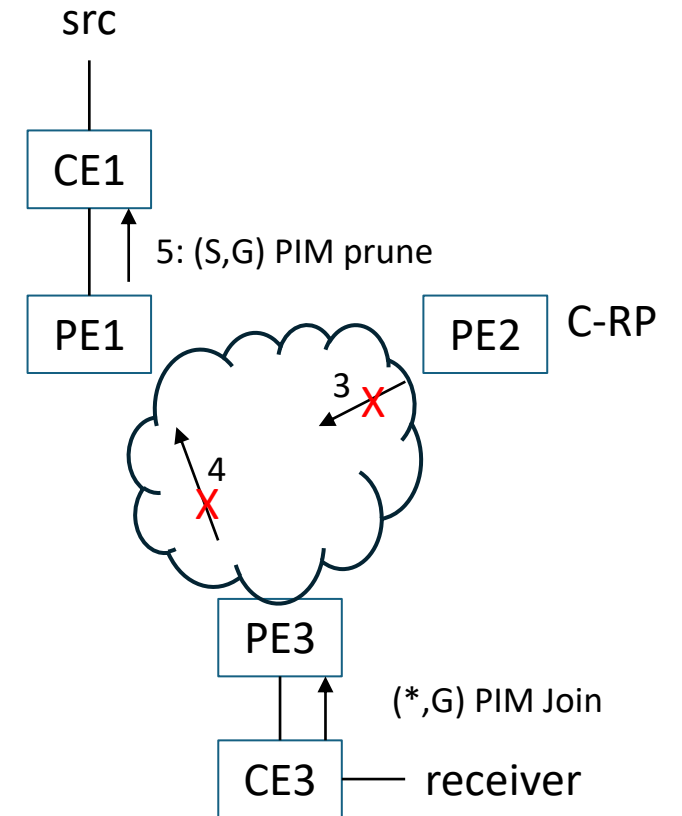 src
CE1
5: (S,G) PIM prune
PE1
PE2
C-RP
3
X
4
X
PE3
(*,G) PIM Join
CE3
receiver